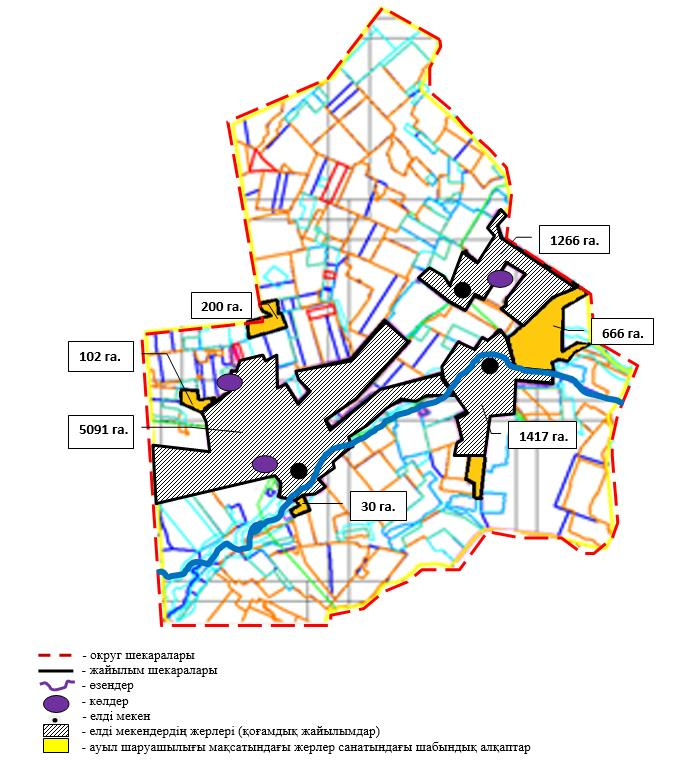 1266 га.
200 га.
666 га.
102 га.
5091 га.
1417 га.
30 га.
- округ шекаралары
- жайылым шекаралары
- өзендер
- көлдер
- елді мекен
- елді мекендердің жерлері (қоғамдық жайылымдар)
- ауыл шаруашылығы мақсатындағы жерлер санатындағы шабындық алқаптар